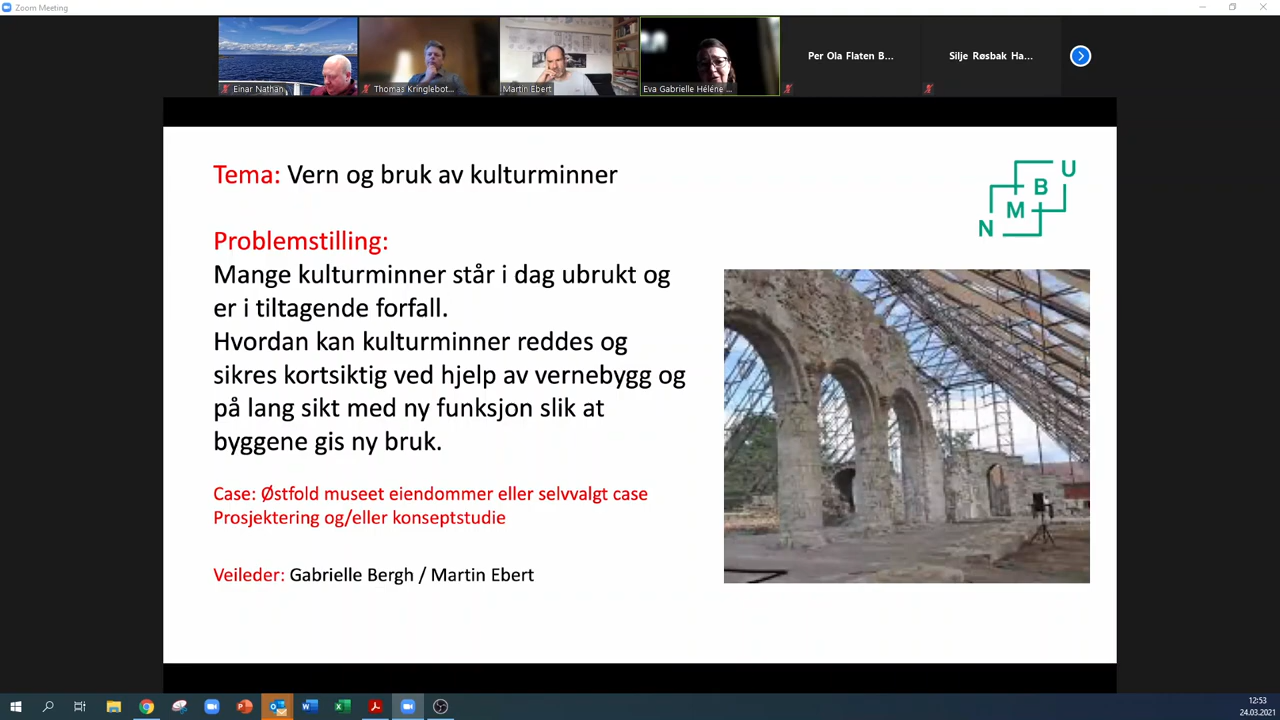 Zoom Meeting
Einar Nathan
Thomas Kringlebot...
Martin Ebert
Eva Gabrielle Héléne ...
Per Ola Flaten B...
Silje Røsbak Ha...
Tema: Vern og bruk av kulturminner
N M B U
Problemstilling:
Mange kulturminner står i dag ubrukt og
er i tiltagende forfall.
Hvordan kan kulturminner reddes og
sikres kortsiktig ved hjelp av vernebygg og
på lang sikt med ny funksjon slik at
byggene gis ny bruk.
Case: Østfold museet eiendommer eller selvvalgt case
Prosjektering og/eller konseptstudie
Veileder: Gabrielle Bergh / Martin Ebert
12:53
24.03.2021